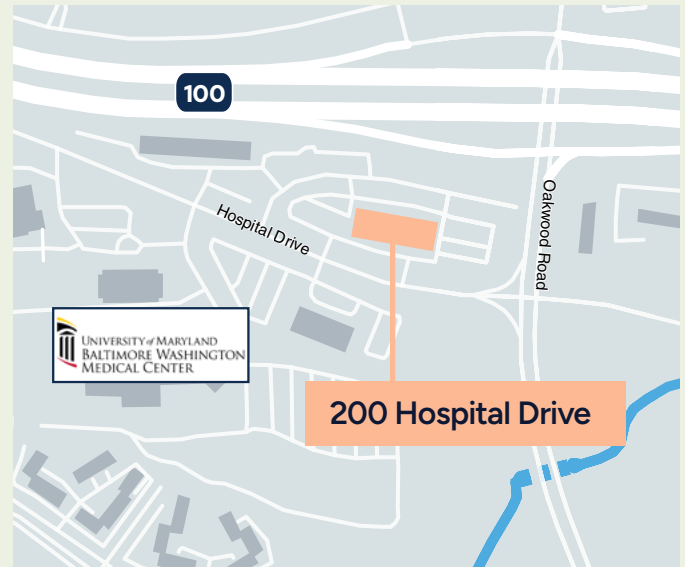 100
Hospital Drive
Oakwood Road
UNIVERSITY of MARYLAND
BALTIMORE WASHINGTON
MEDICAL CENTER
200 Hospital Drive